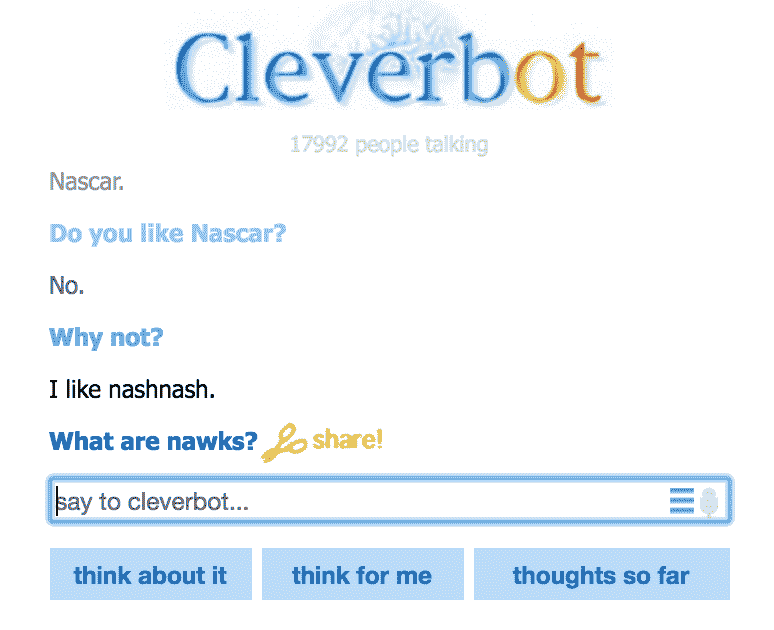 Cleverbot
17992 people talking
Nascar.
Do you like Nascar?
No.
Why not?
I like nashnash.
What are nawks? share!
say to cleverbot...
think about it think for me thoughts so far